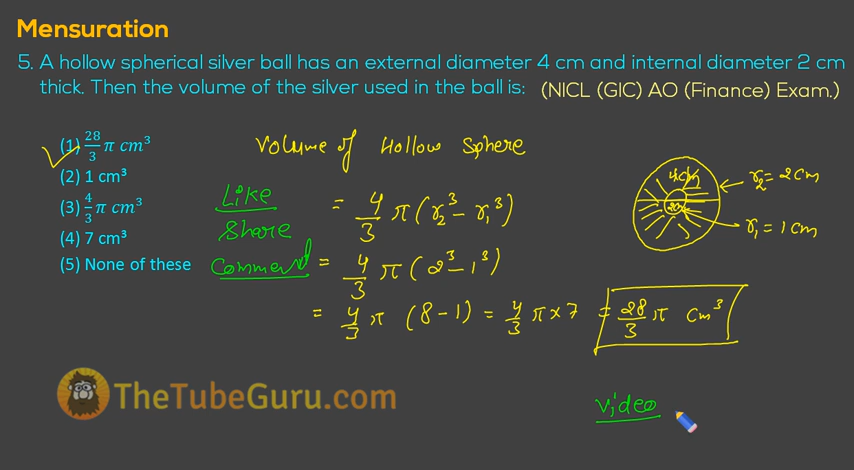 Mensuration
5. A hollow spherical silver ball has an external diameter 4 cm and internal diameter 2 cm
thick. Then the volume of the silver used in the ball is: (NICL (GIC) AO (Finance) Exam.)
(1) 28/3 π cm³
(2) 1 cm³
(3) 4/3 π cm³
(4) 7 cm³
(5) None of these
Volume of Hollow Sphere
= 4/3 π (r₂³ - r₁³)
= 4/3 π (2³ - 1³)
= 4/3 π (8 - 1) = 4/3 π × 7 = 28/3 π cm³
Like
Share
Comment
4cm
2cm
r₂ = 2cm
r₁ = 1cm
TheTubeGuru.com
Video